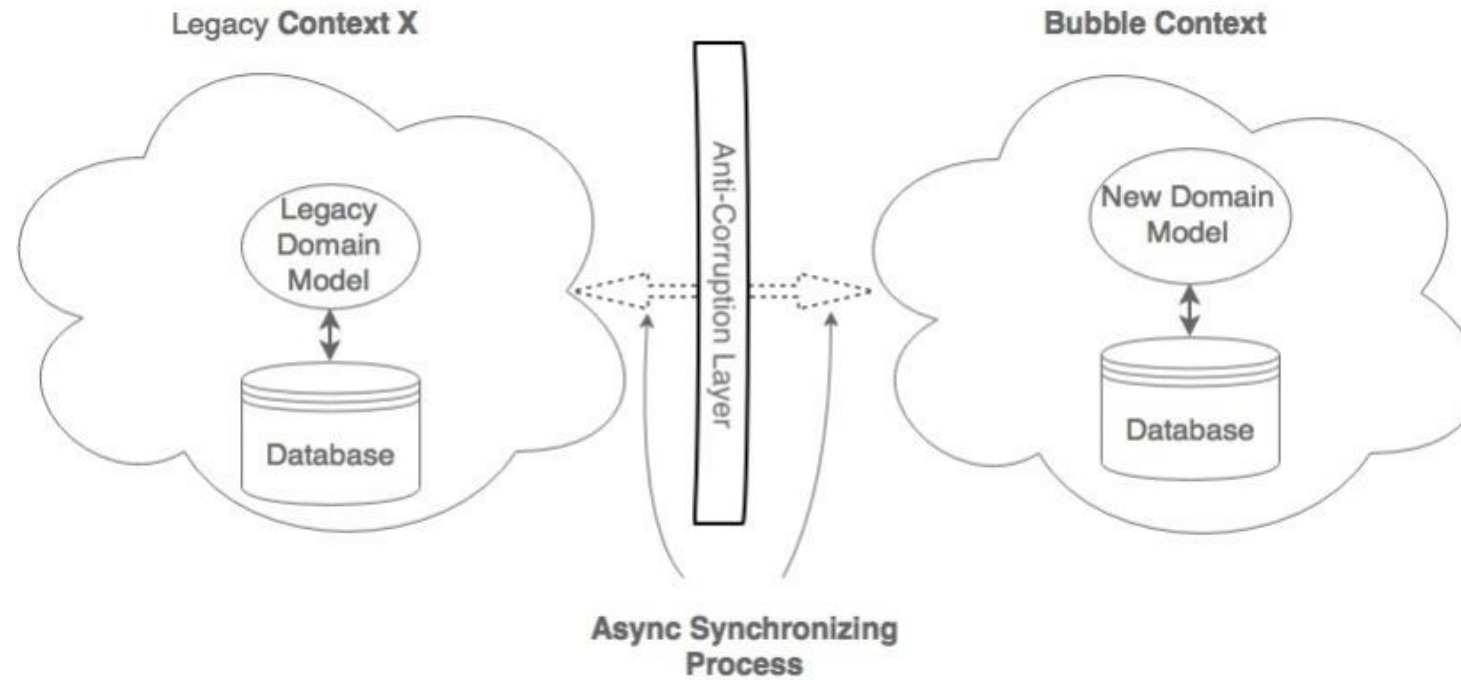 Legacy Context X
Bubble Context
Legacy
Domain
Model
Database
Anti-Corruption Layer
New Domain
Model
Database
Async Synchronizing
Process